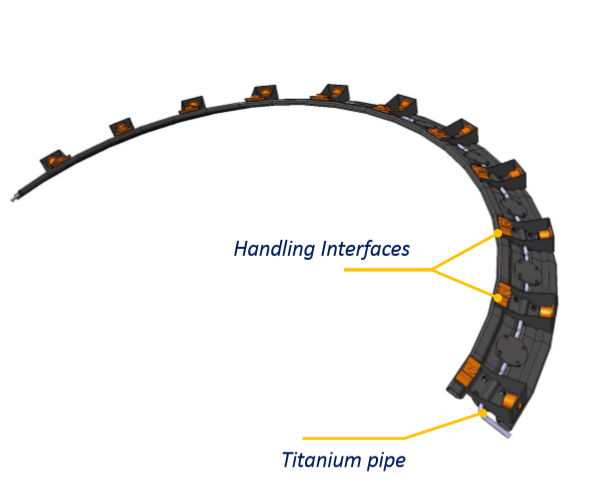 Handling Interfaces
Titanium pipe